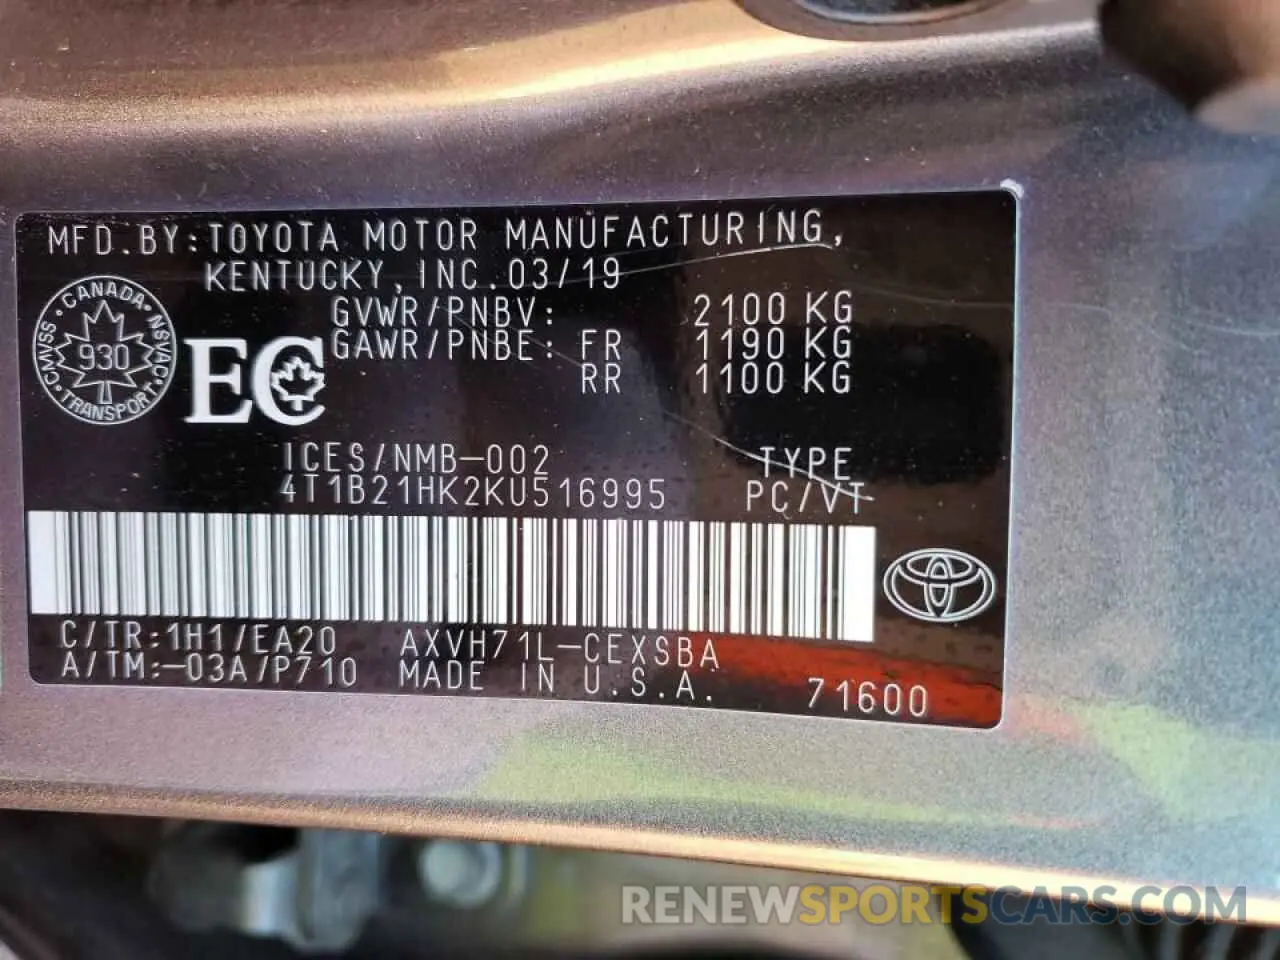 MFD.BY:TOYOTA MOTOR MANUFACTURING,
KENTUCKY, INC. 03/19
GVWR/PNBV: 2100 KG
GAWR/PNBE: FR 1190 KG
RR 1100 KG
CANADA
CMVSS 930 NSVAC
TRANSPORT
EC
ICES/NMB-002 TYPE
4T1B21HK2KU516995 PC/VT
C/TR:1H1/EA20 AXVH71L-CEXSBA
A/TM:-03A/P710 MADE IN U.S.A. 71600
RENEWSPORTSCARS.COM